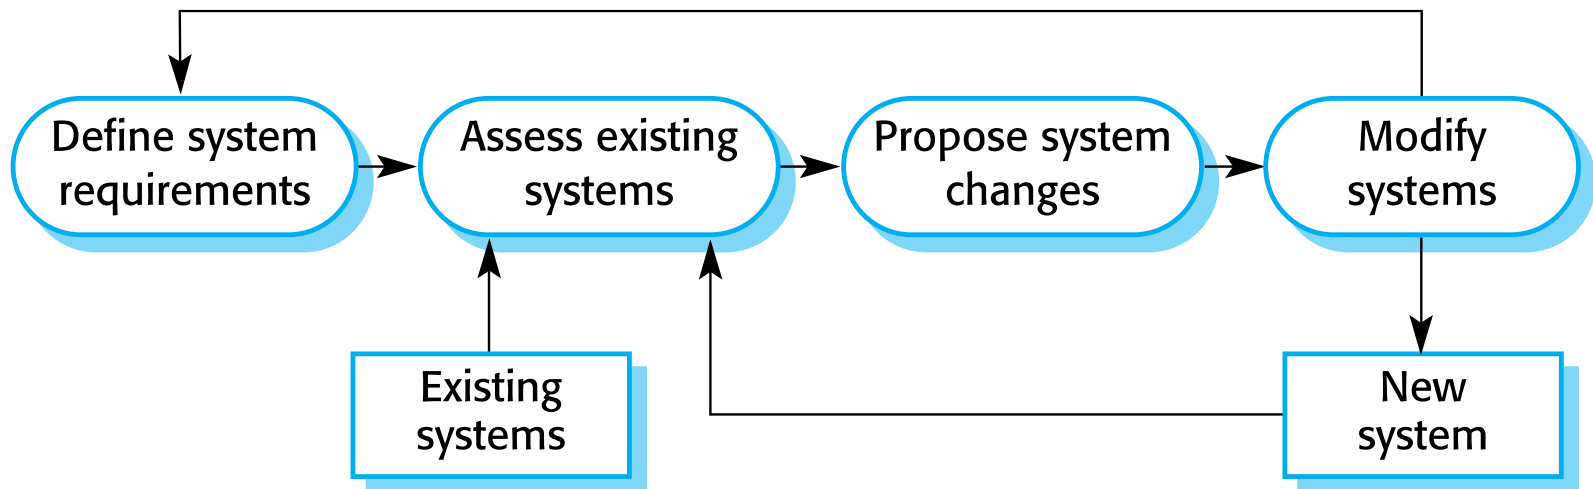 Define system
requirements
Assess existing
systems
Propose system
changes
Modify
systems
Existing
systems
New
system